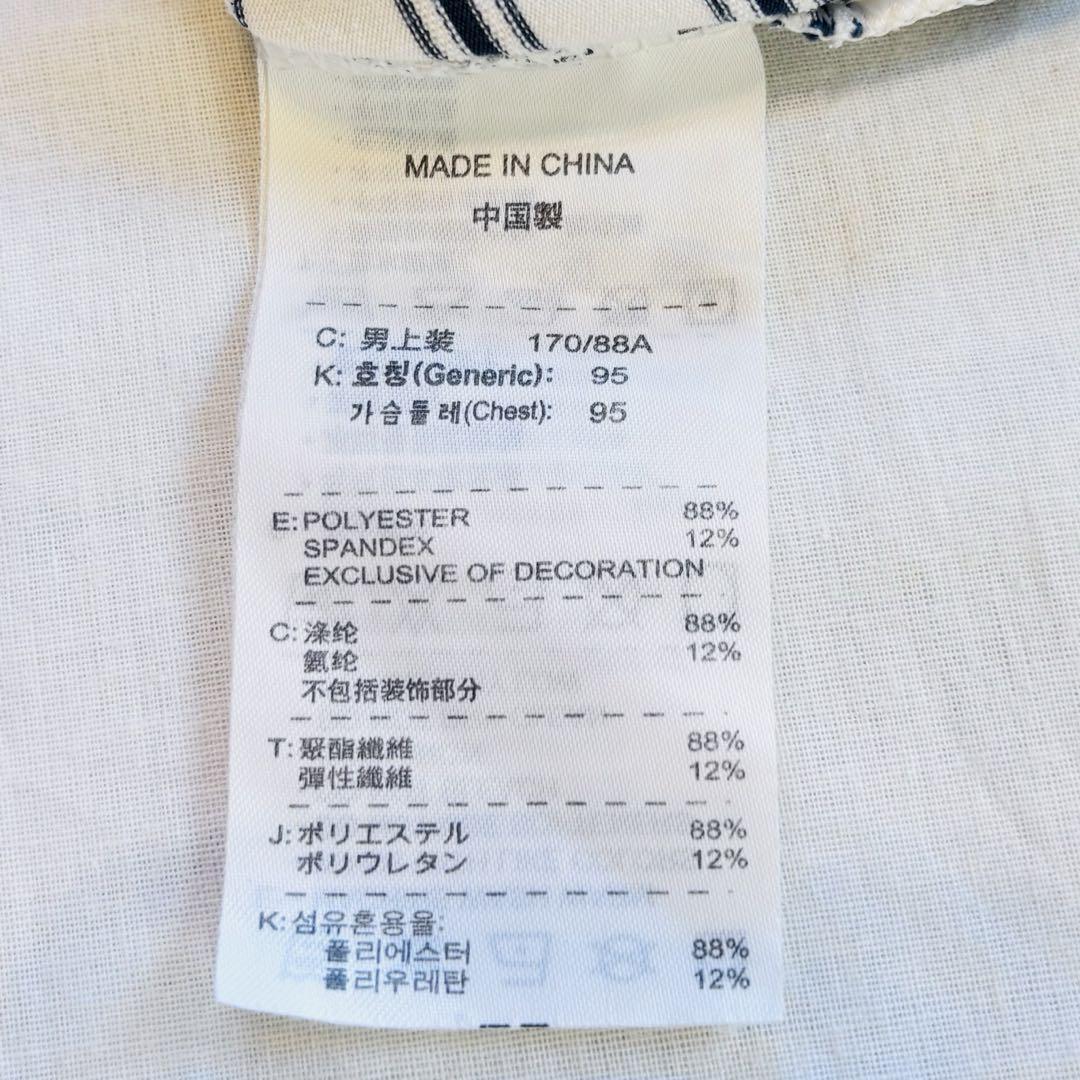 MADE IN CHINA
中国製
C: 男上装 170/88A
K: 호칭(Generic): 95
가슴둘레(Chest): 95
E: POLYESTER 88%
SPANDEX 12%
EXCLUSIVE OF DECORATION
C: 涤纶 88%
氨纶 12%
不包括装饰部分
T: 聚酯纖維 88%
彈性纖維 12%
J: ポリエステル 88%
ポリウレタン 12%
K: 섬유혼용율:
폴리에스터 88%
폴리우레탄 12%